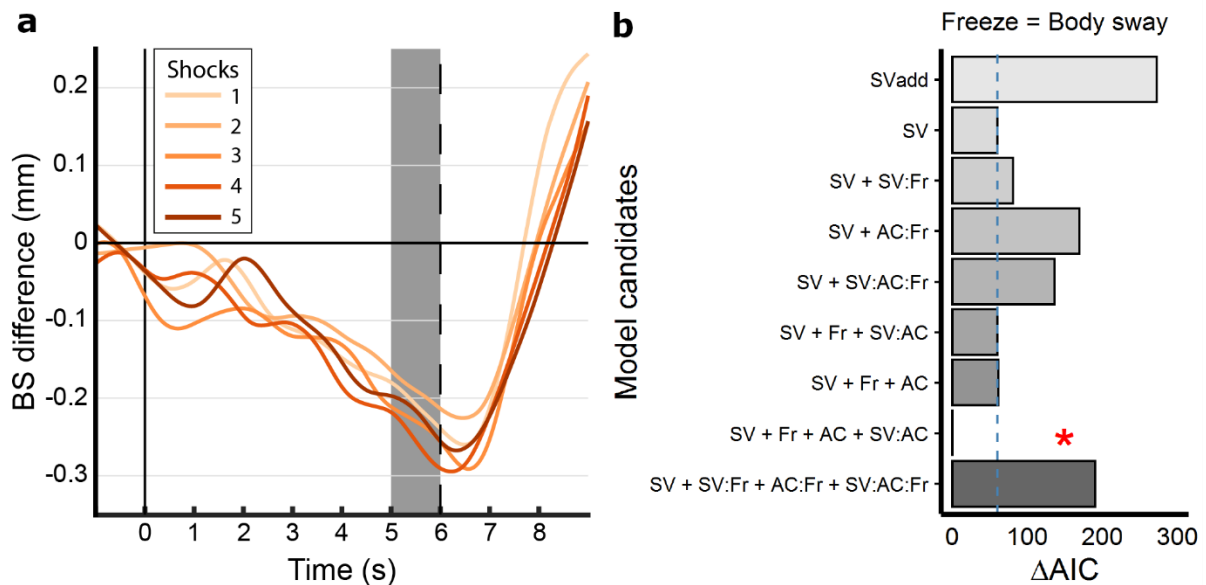 a
Shocks
1
2
3
4
5
0.2
0.1
0
-0.1
-0.2
-0.3
BS difference (mm)
0 1 2 3 4 5 6 7 8
Time (s)
b
Freeze = Body sway
Model candidates
SVadd
SV
SV + SV:Fr
SV + AC:Fr
SV + SV:AC:Fr
SV + Fr + SV:AC
SV + Fr + AC
SV + Fr + AC + SV:AC
*
SV + SV:Fr + AC:Fr + SV:AC:Fr
0 100 200 300
ΔAIC